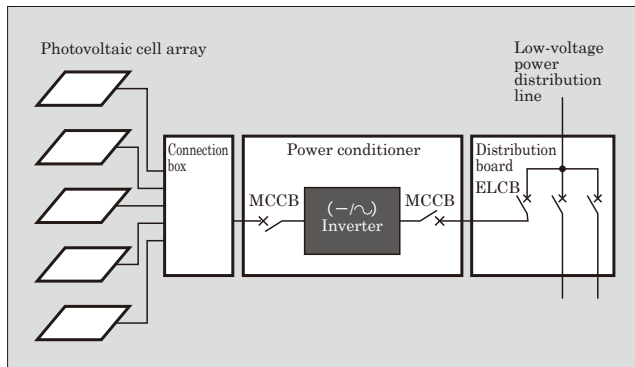 Photovoltaic cell array
Low-voltage
power
distribution
line
Connection
box
Power conditioner
Distribution
board
MCCB
MCCB
ELCB
(−/∿)
Inverter